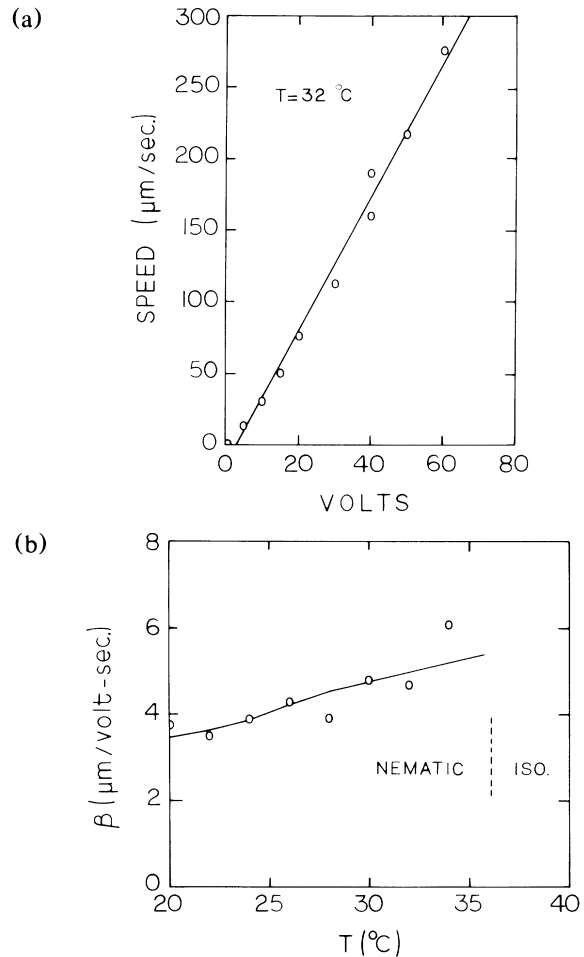 (a)
300
250
200
150
100
50
0
SPEED (μm/sec.)
T=32 °C
0 20 40 60 80
VOLTS
(b)
8
6
4
2
0
β (μm/volt-sec.)
NEMATIC ISO.
20 25 30 35 40
T (°C)